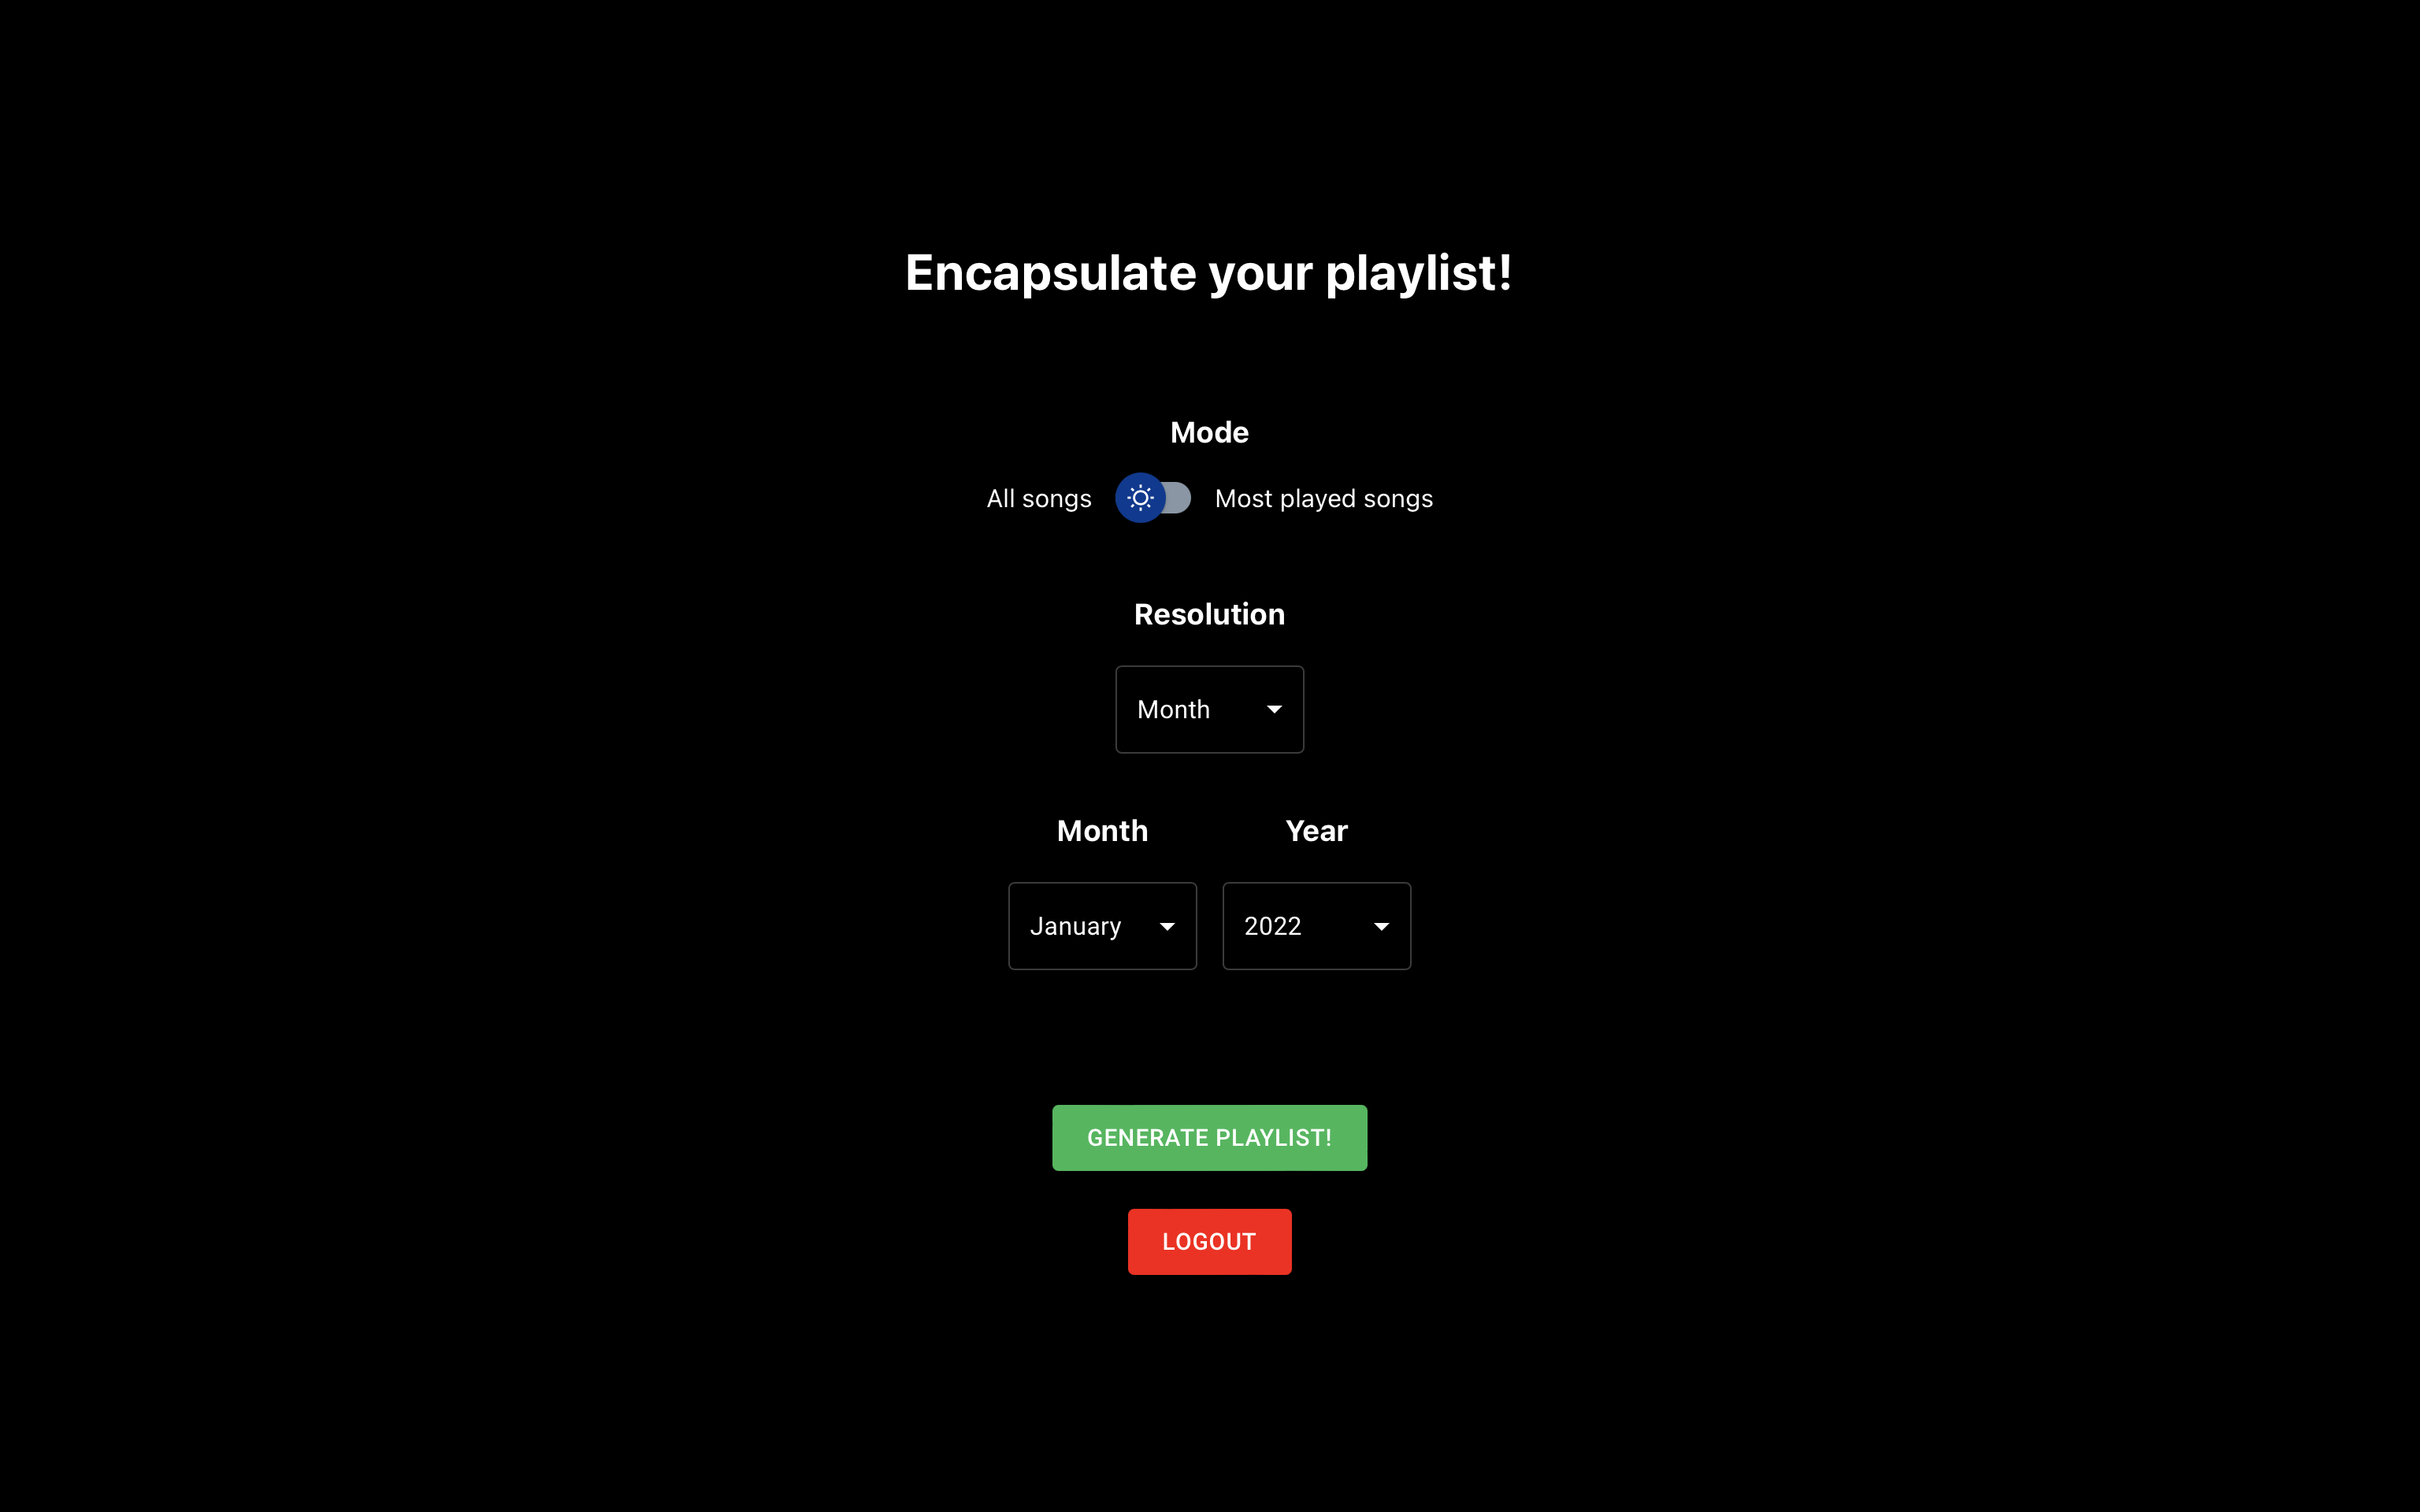 Encapsulate your playlist!
Mode
All songs Most played songs
Resolution
Month
Month Year
January 2022
GENERATE PLAYLIST!
LOGOUT